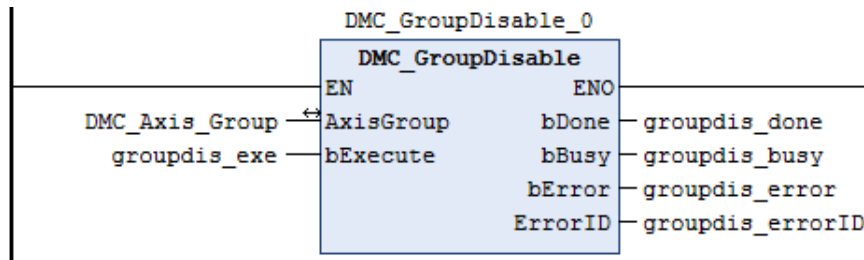 DMC_GroupDisable_0
DMC_GroupDisable
EN ENO
DMC_Axis_Group AxisGroup bDone groupdis_done
groupdis_exe bExecute bBusy groupdis_busy
bError groupdis_error
ErrorID groupdis_errorID